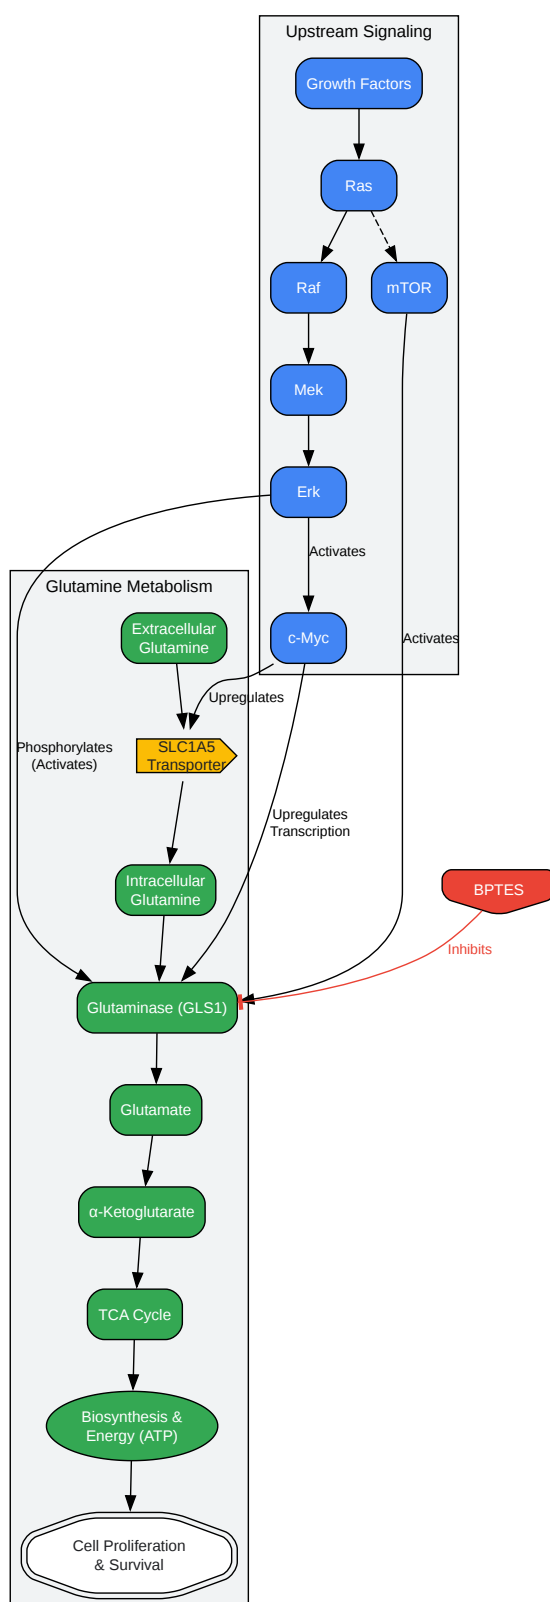 Upstream Signaling
Growth Factors
Ras
Raf
mTOR
Mek
Erk
Activates
Glutamine Metabolism
Extracellular
Glutamine
c-Myc
Activates
Upregulates
Phosphorylates
(Activates)
SLC1A5
Transporter
Upregulates
Transcription
Intracellular
Glutamine
BPTES
Inhibits
Glutaminase (GLS1)
Glutamate
α-Ketoglutarate
TCA Cycle
Biosynthesis &
Energy (ATP)
Cell Proliferation
& Survival